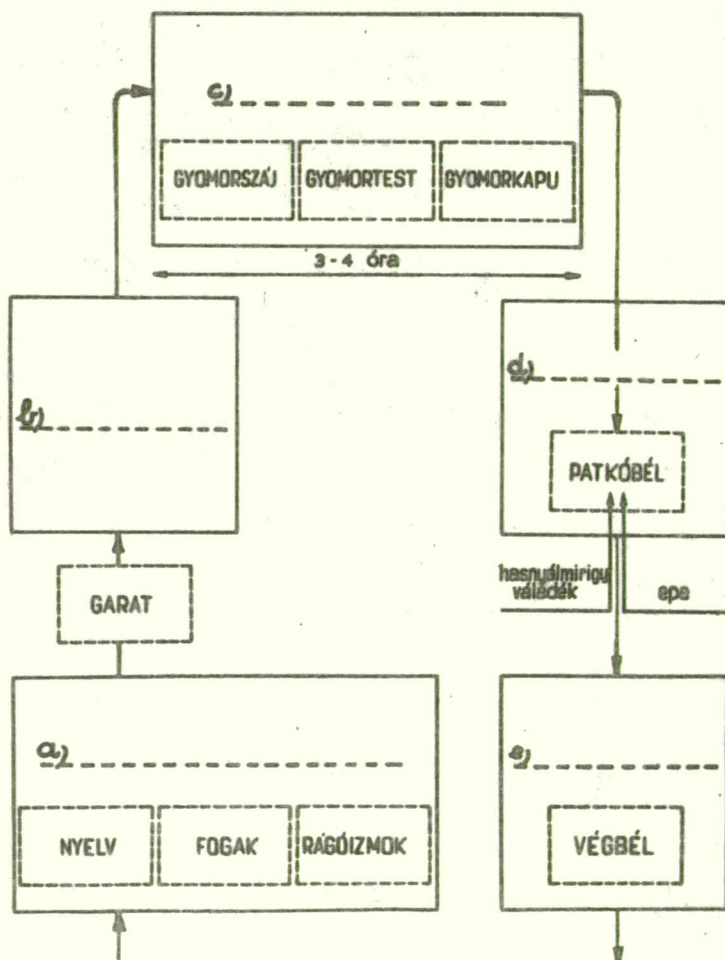 c)
GYOMORSZÁJ GYOMORTEST GYOMORKAPU
3-4 óra
b)
d)
PATKÓBÉL
hasnyálmirigy
váladék
epe
GARAT
a)
e)
NYELV FOGAK RÁGÓIZMOK
VÉGBÉL